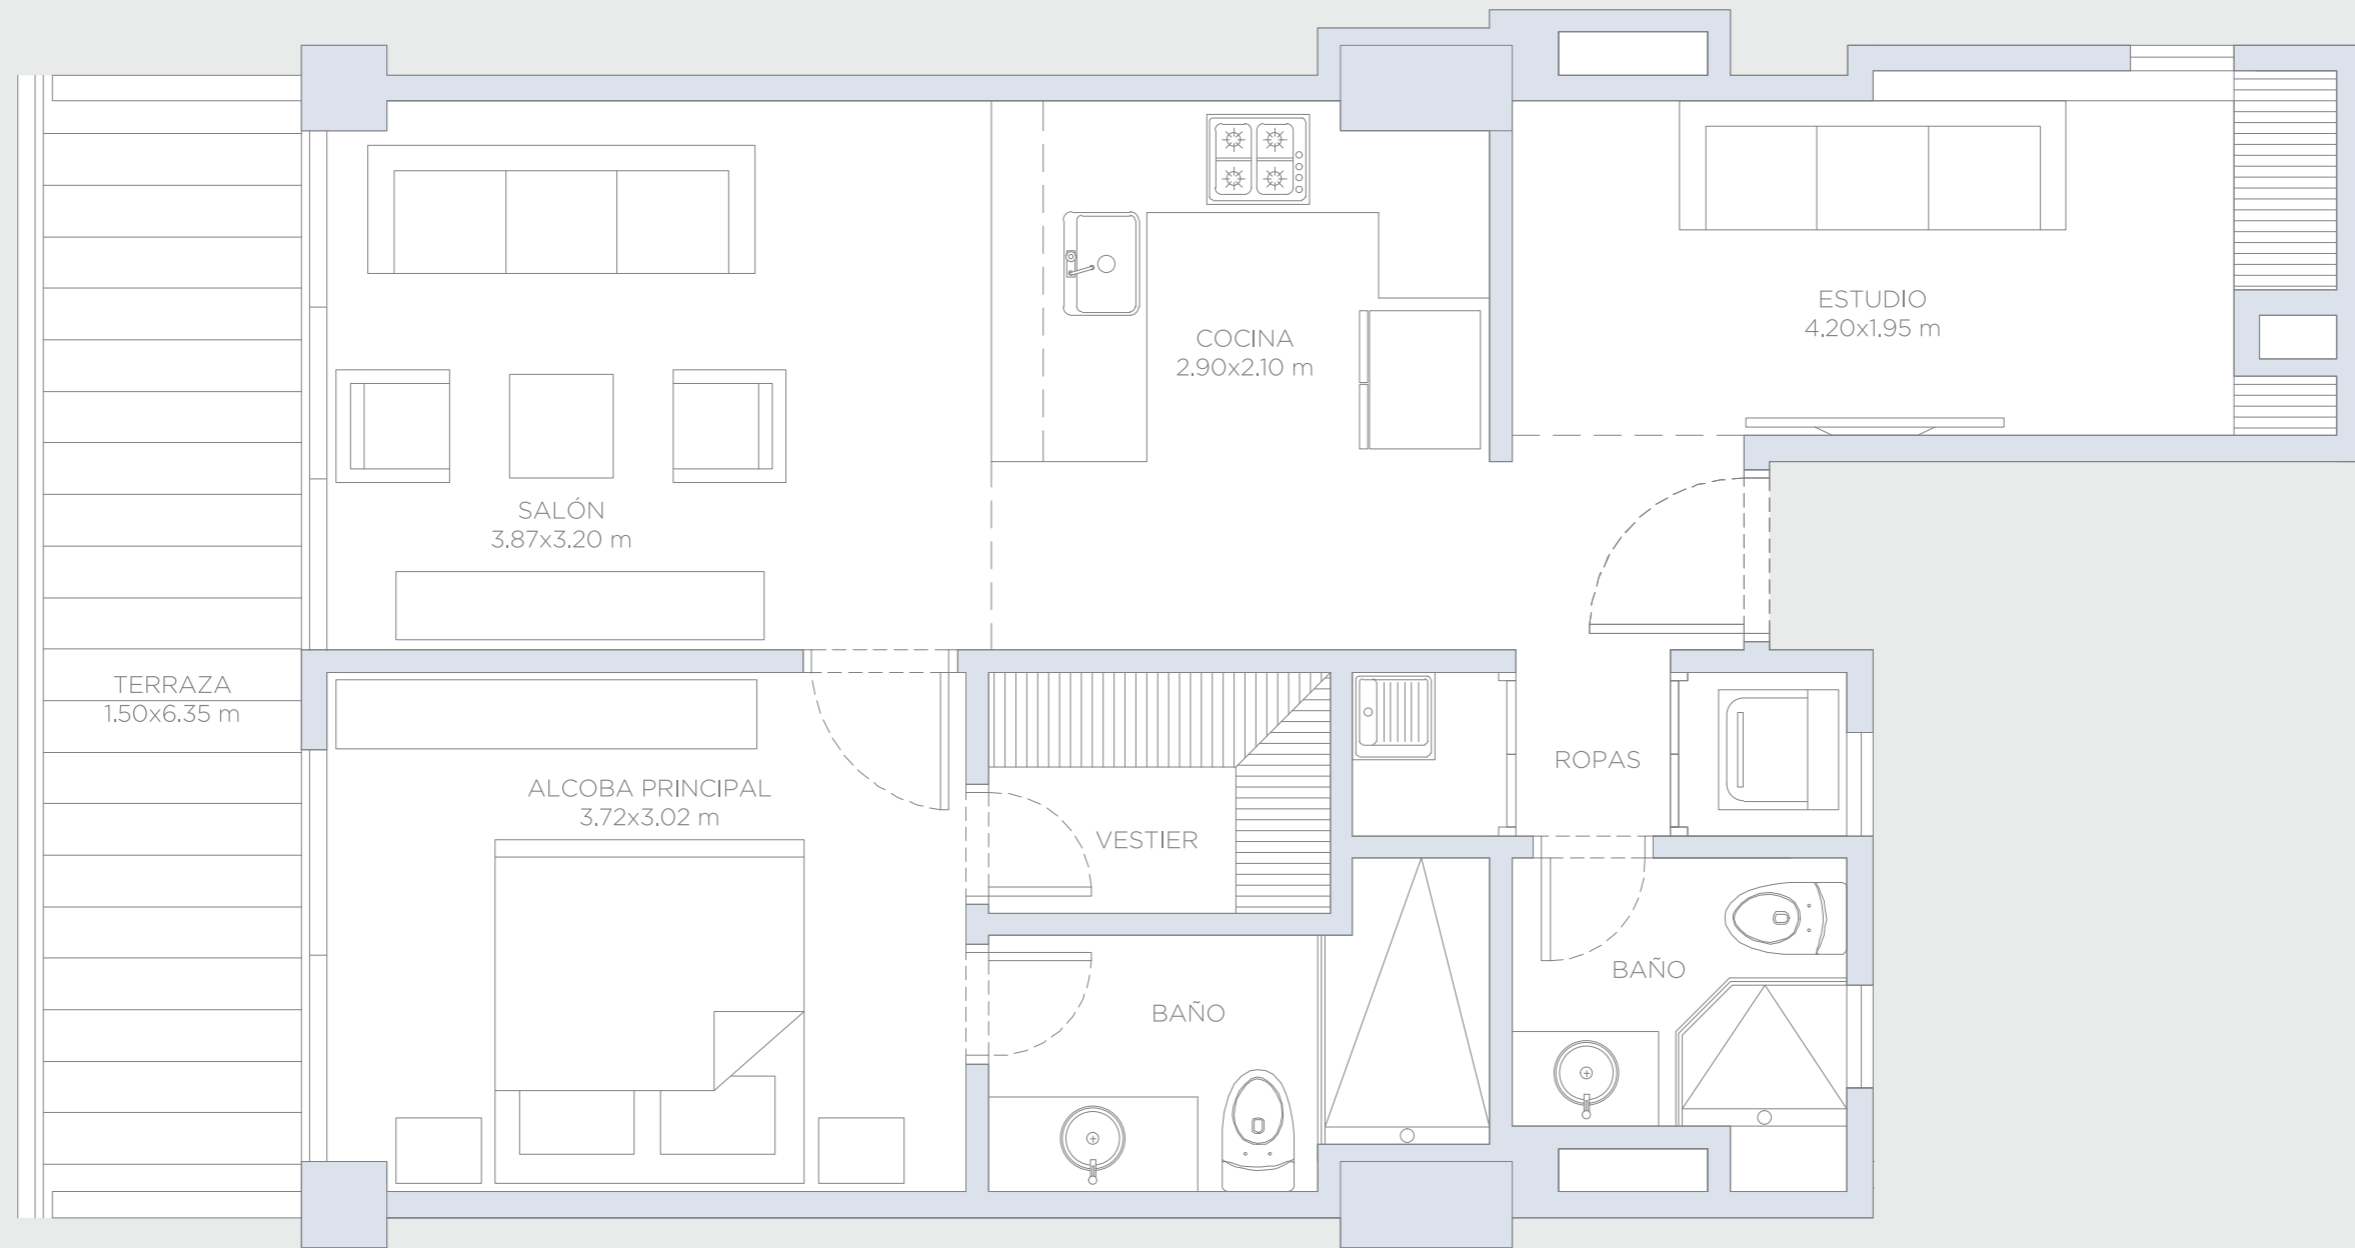 ESTUDIO
4.20x1.95 m
COCINA
2.90x2.10 m
SALÓN
3.87x3.20 m
TERRAZA
1.50x6.35 m
ALCOBA PRINCIPAL
3.72x3.02 m
ROPAS
VESTIER
BAÑO
BAÑO